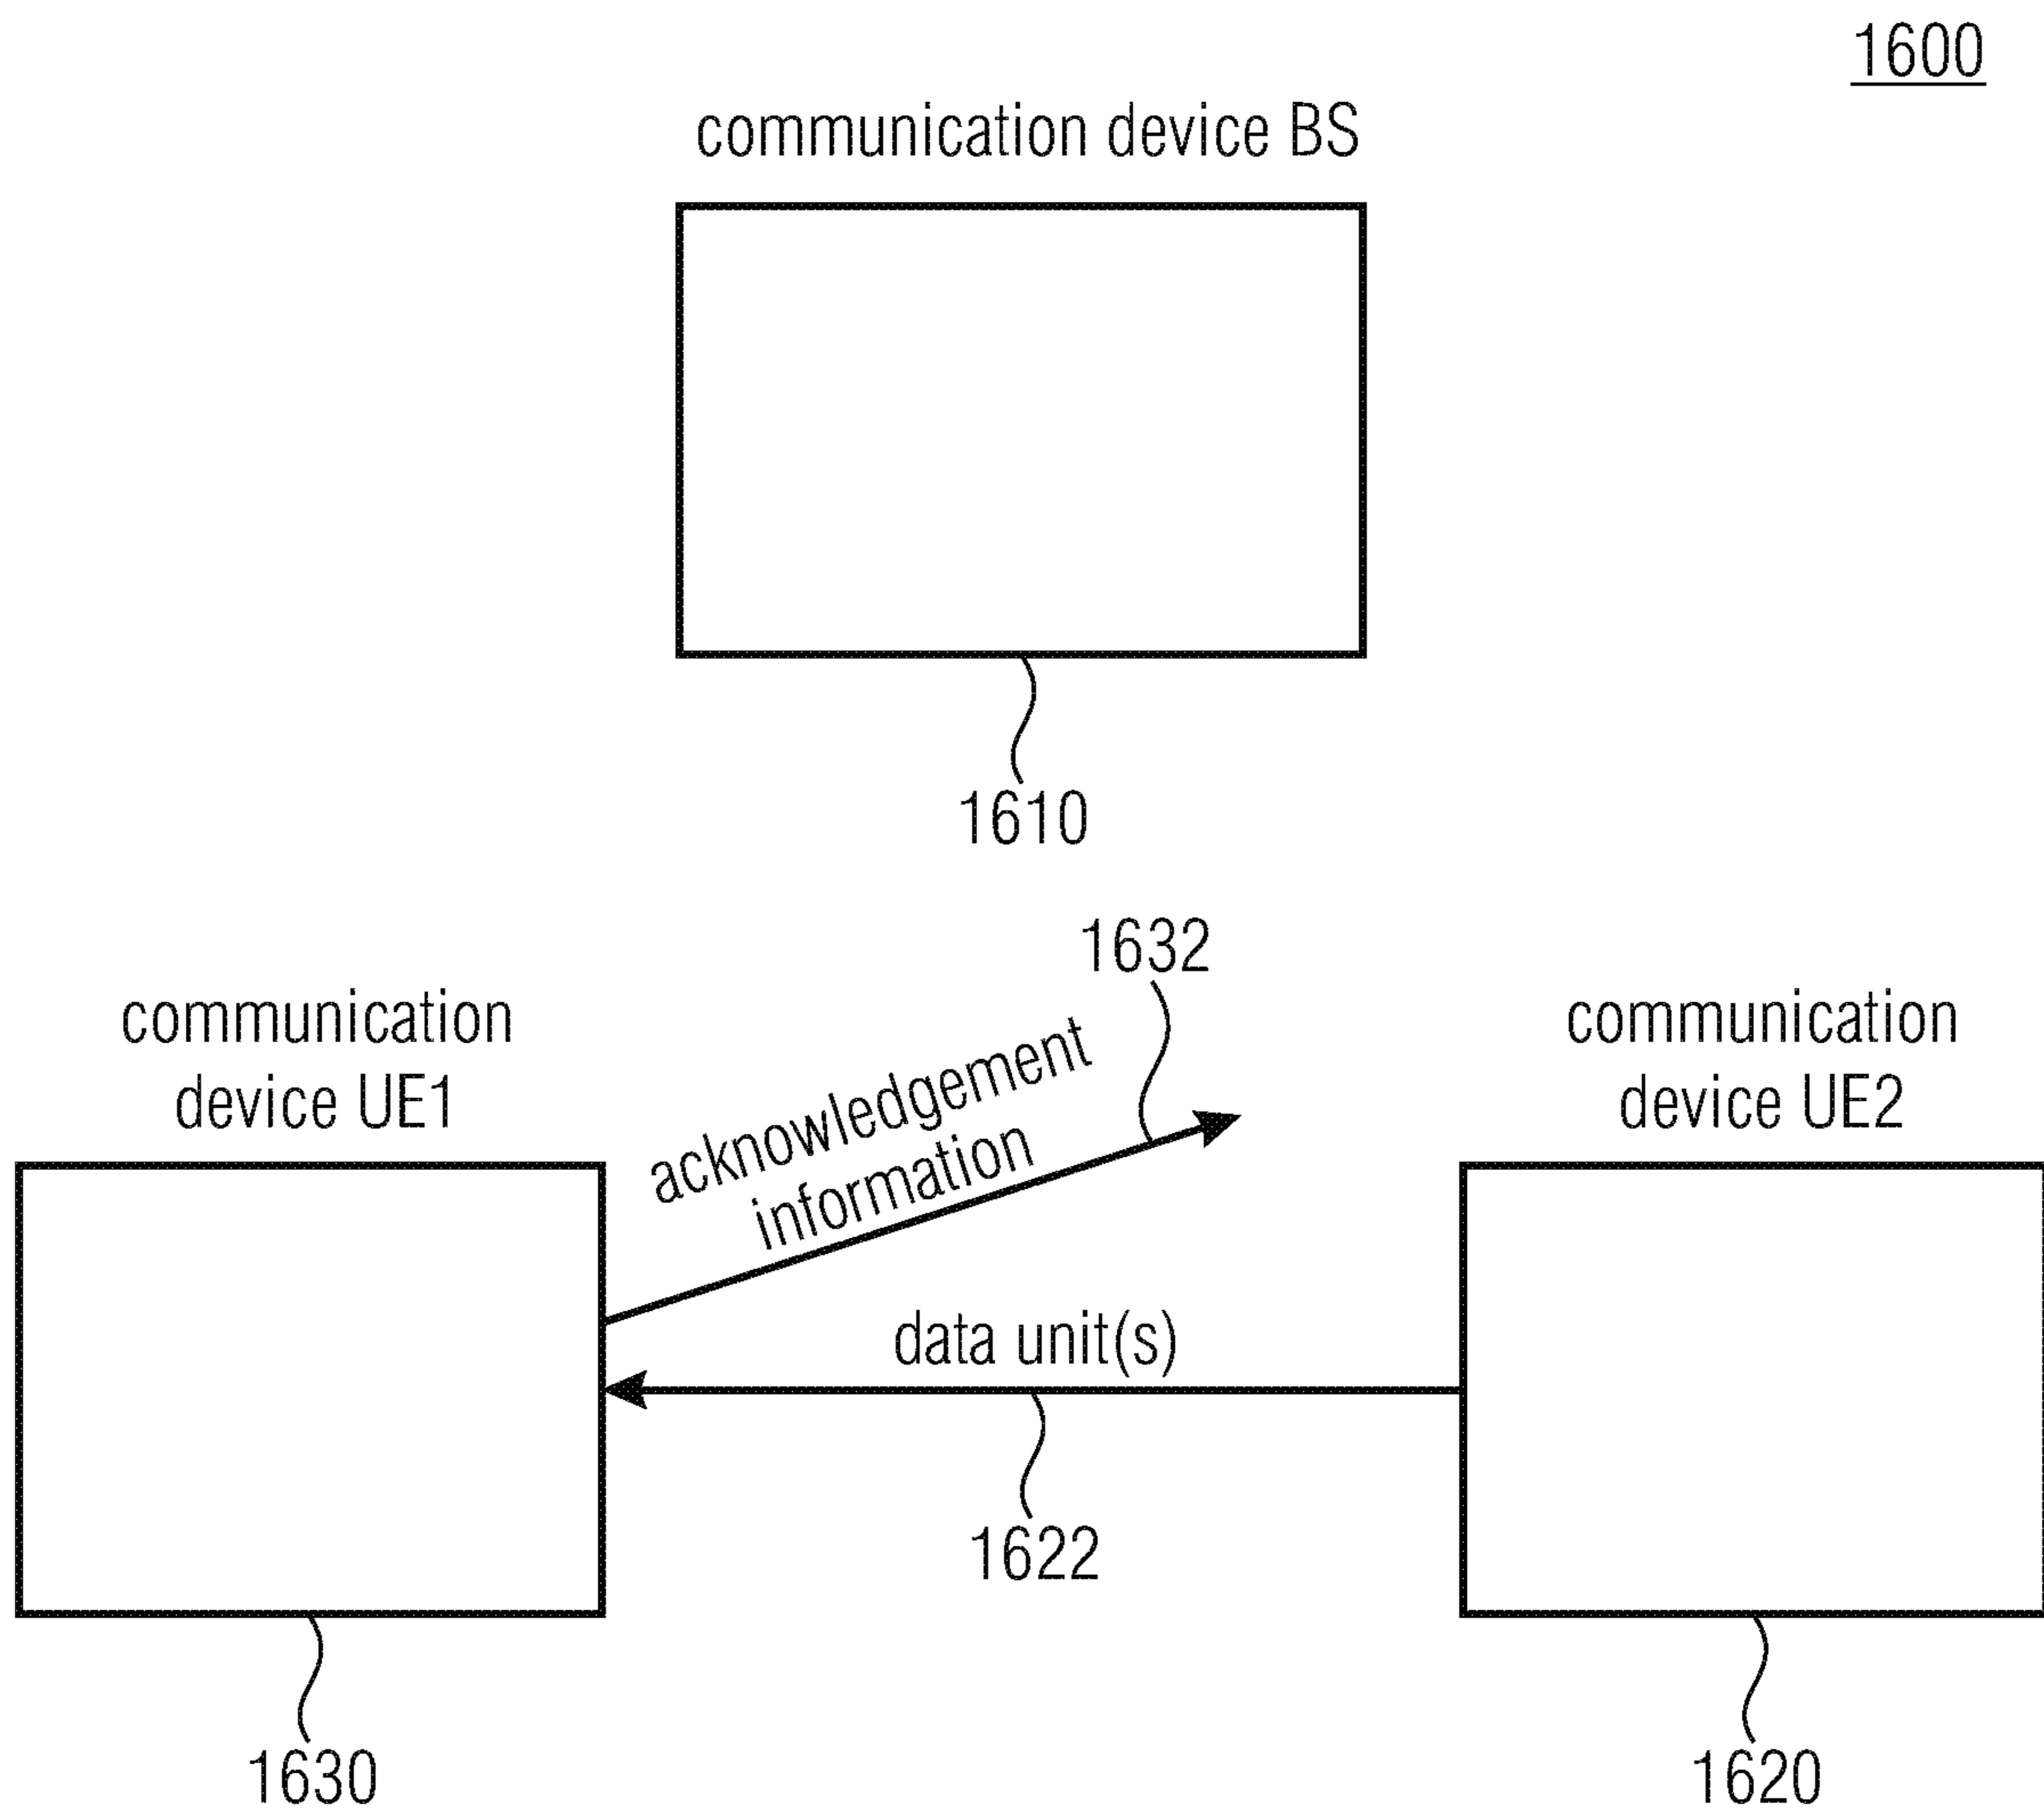 1600
communication device BS
1610
1632
communication
device UE1
acknowledgement
information
communication
device UE2
data unit(s)
1622
1630
1620